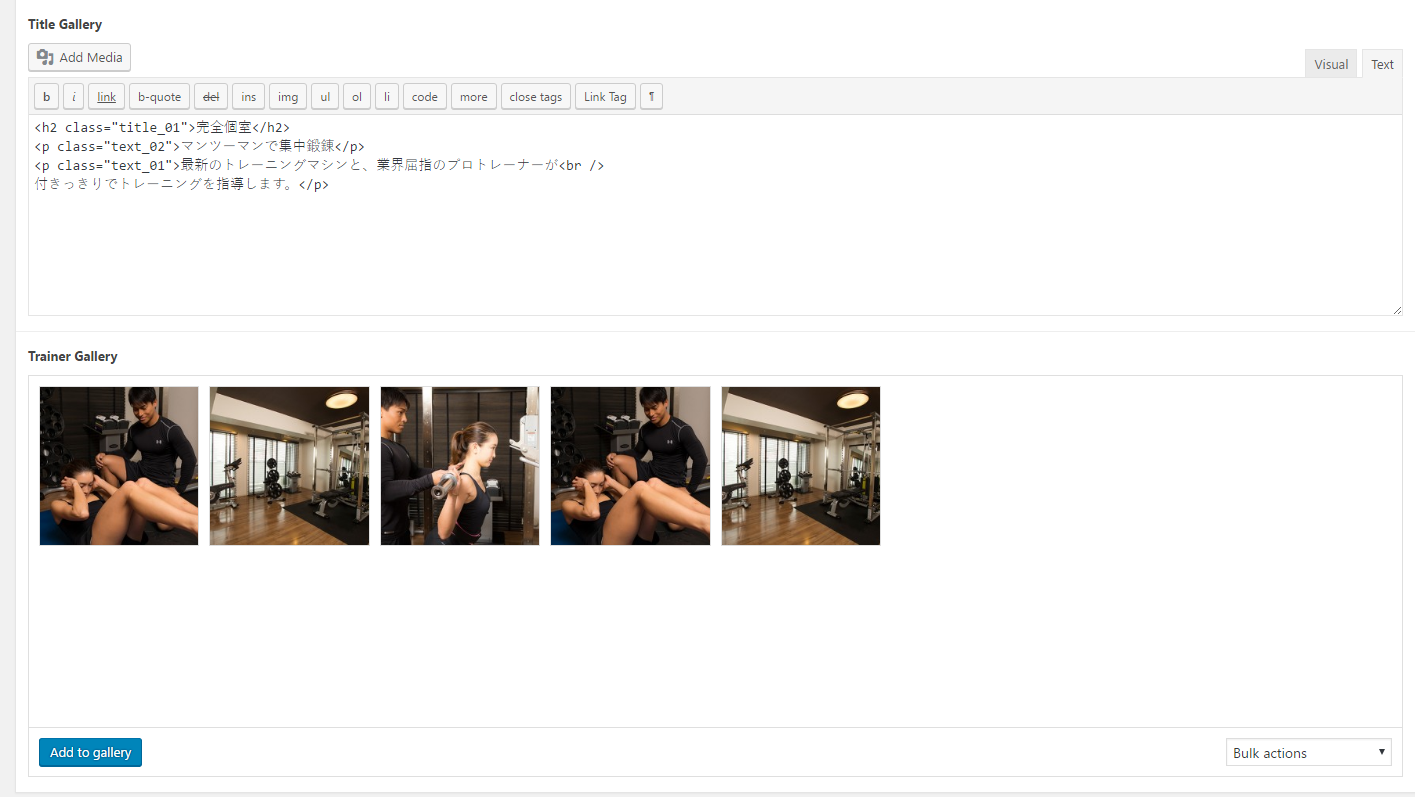 Title Gallery
Add Media
Visual Text
b i link b-quote del ins img ul ol li code more close tags Link Tag ¶
<h2 class="title_01">完全個室</h2>
<p class="text_02">マンツーマンで集中鍛錬</p>
<p class="text_01">最新のトレーニングマシンと、業界屈指のプロトレーナーが<br />
付きっきりでトレーニングを指導します。</p>
Trainer Gallery
Add to gallery
Bulk actions